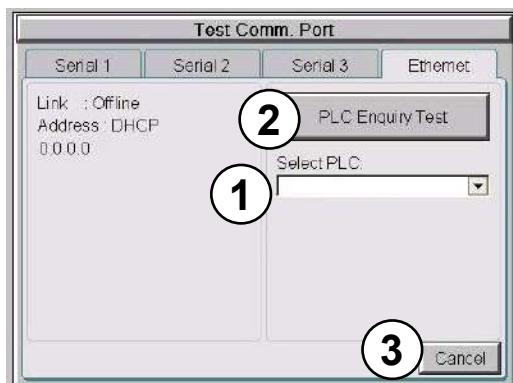 Test Comm. Port
Serial 1
Serial 2
Serial 3
Ethernet
Link : Offline
Address : DHCP
0.0.0.0
2
PLC Enquiry Test
Select PLC:
1
3
Cancel